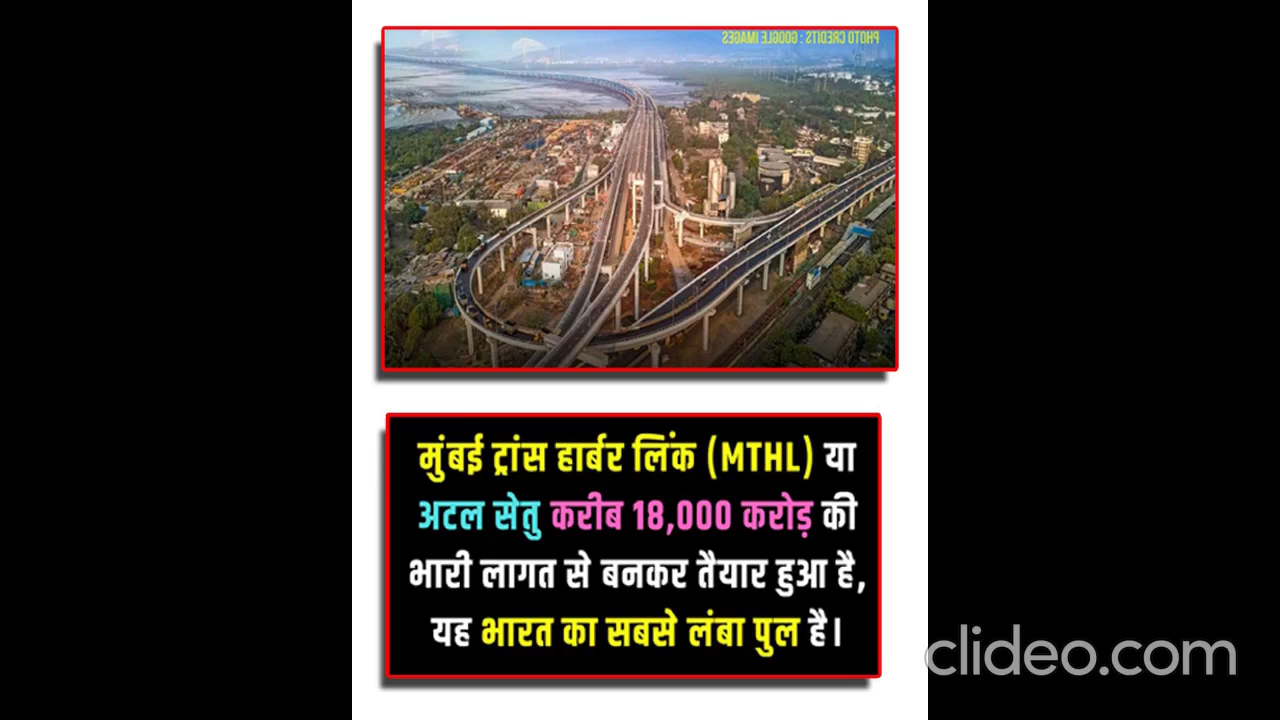 PHOTO CREDITS : GOOGLE IMAGES
मुंबई ट्रांस हार्बर लिंक (MTHL) या
अटल सेतु करीब 18,000 करोड़ की
भारी लागत से बनकर तैयार हुआ है,
यह भारत का सबसे लंबा पुल है।
clideo.com